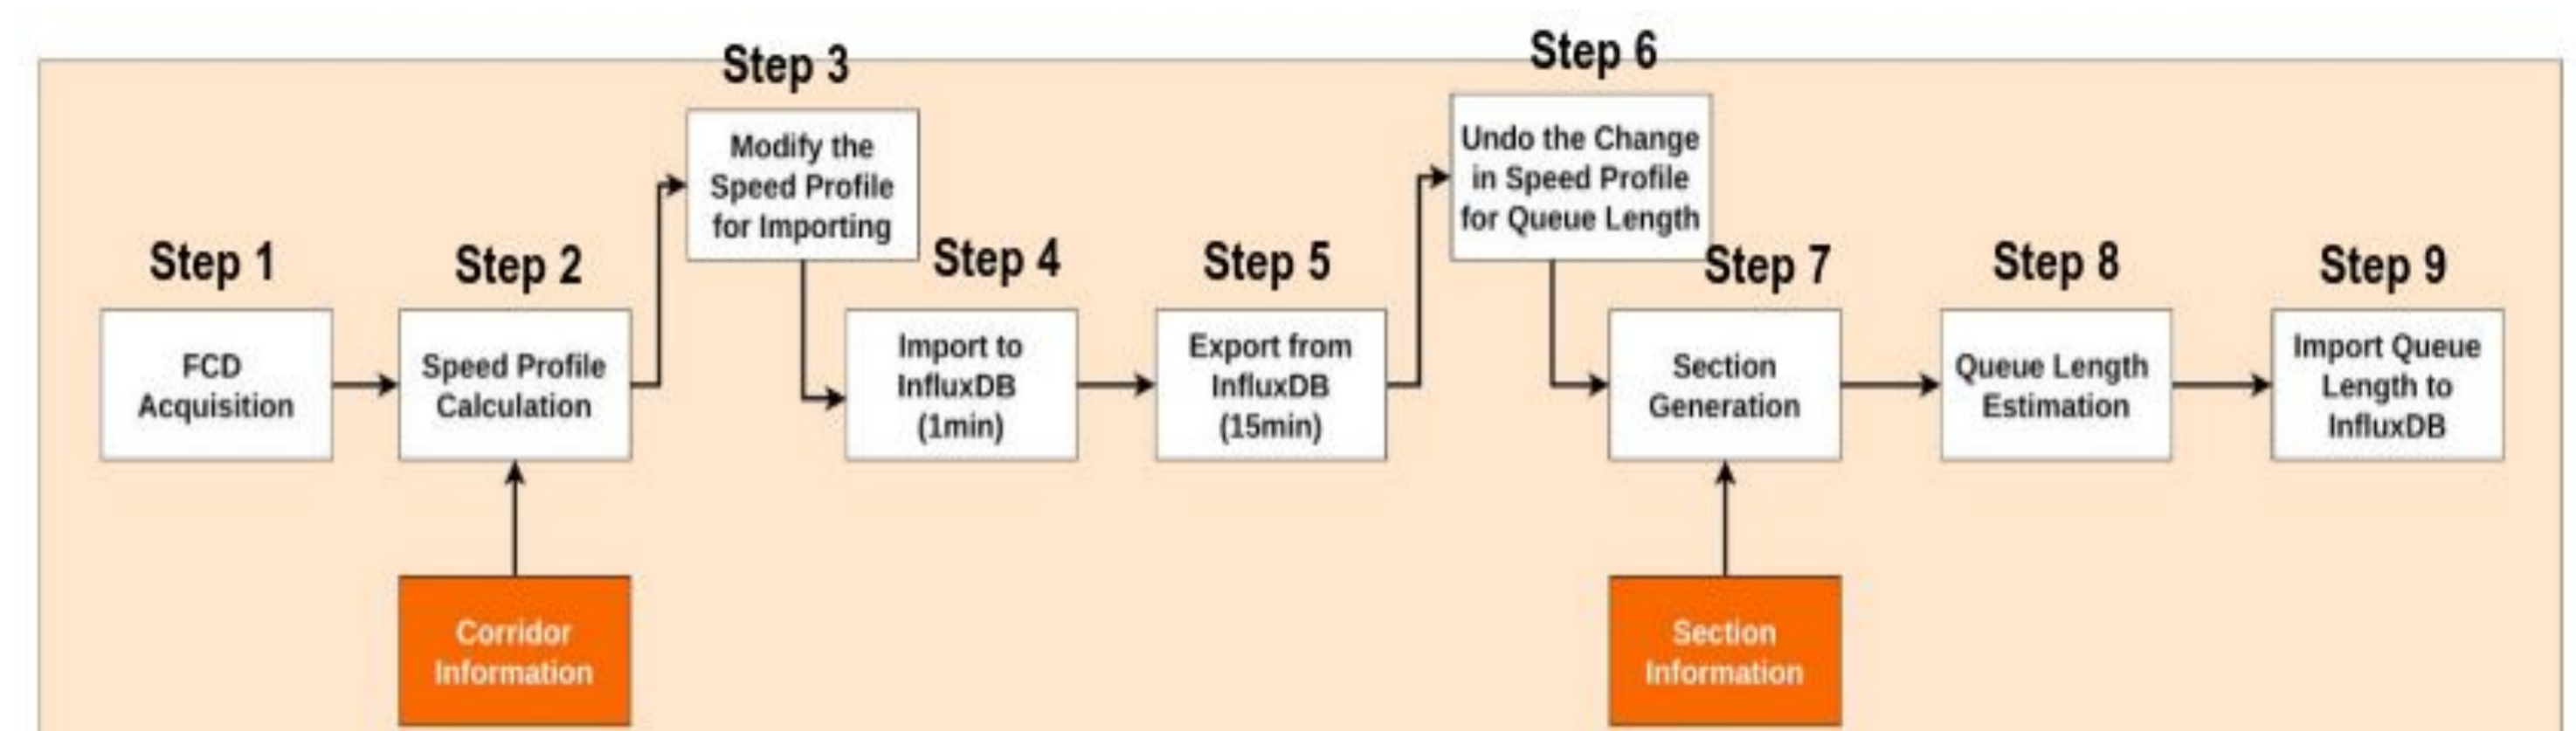 Step 1
FCD
Acquisition
Step 2
Speed Profile
Calculation
Corridor
Information
Step 3
Modify the
Speed Profile
for Importing
Step 4
Import to
InfluxDB
(1min)
Step 5
Export from
InfluxDB
(15min)
Step 6
Undo the Change
in Speed Profile
for Queue Length
Step 7
Section
Generation
Section
Information
Step 8
Queue Length
Estimation
Step 9
Import Queue
Length to
InfluxDB